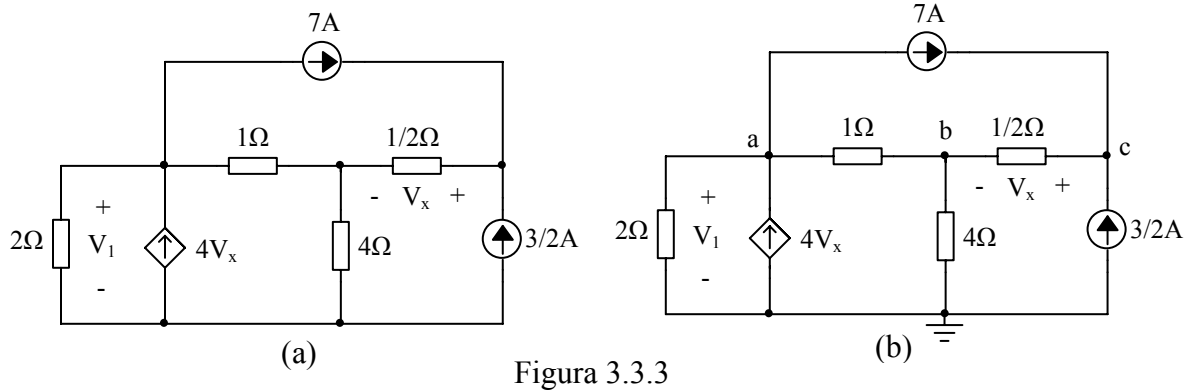 7A
1Ω
1/2Ω
- Vₓ +
2Ω
+
V₁
-
4Vₓ
4Ω
3/2A
(a)
7A
a
1Ω
b
1/2Ω
c
- Vₓ +
2Ω
+
V₁
-
4Vₓ
4Ω
3/2A
(b)
Figura 3.3.3